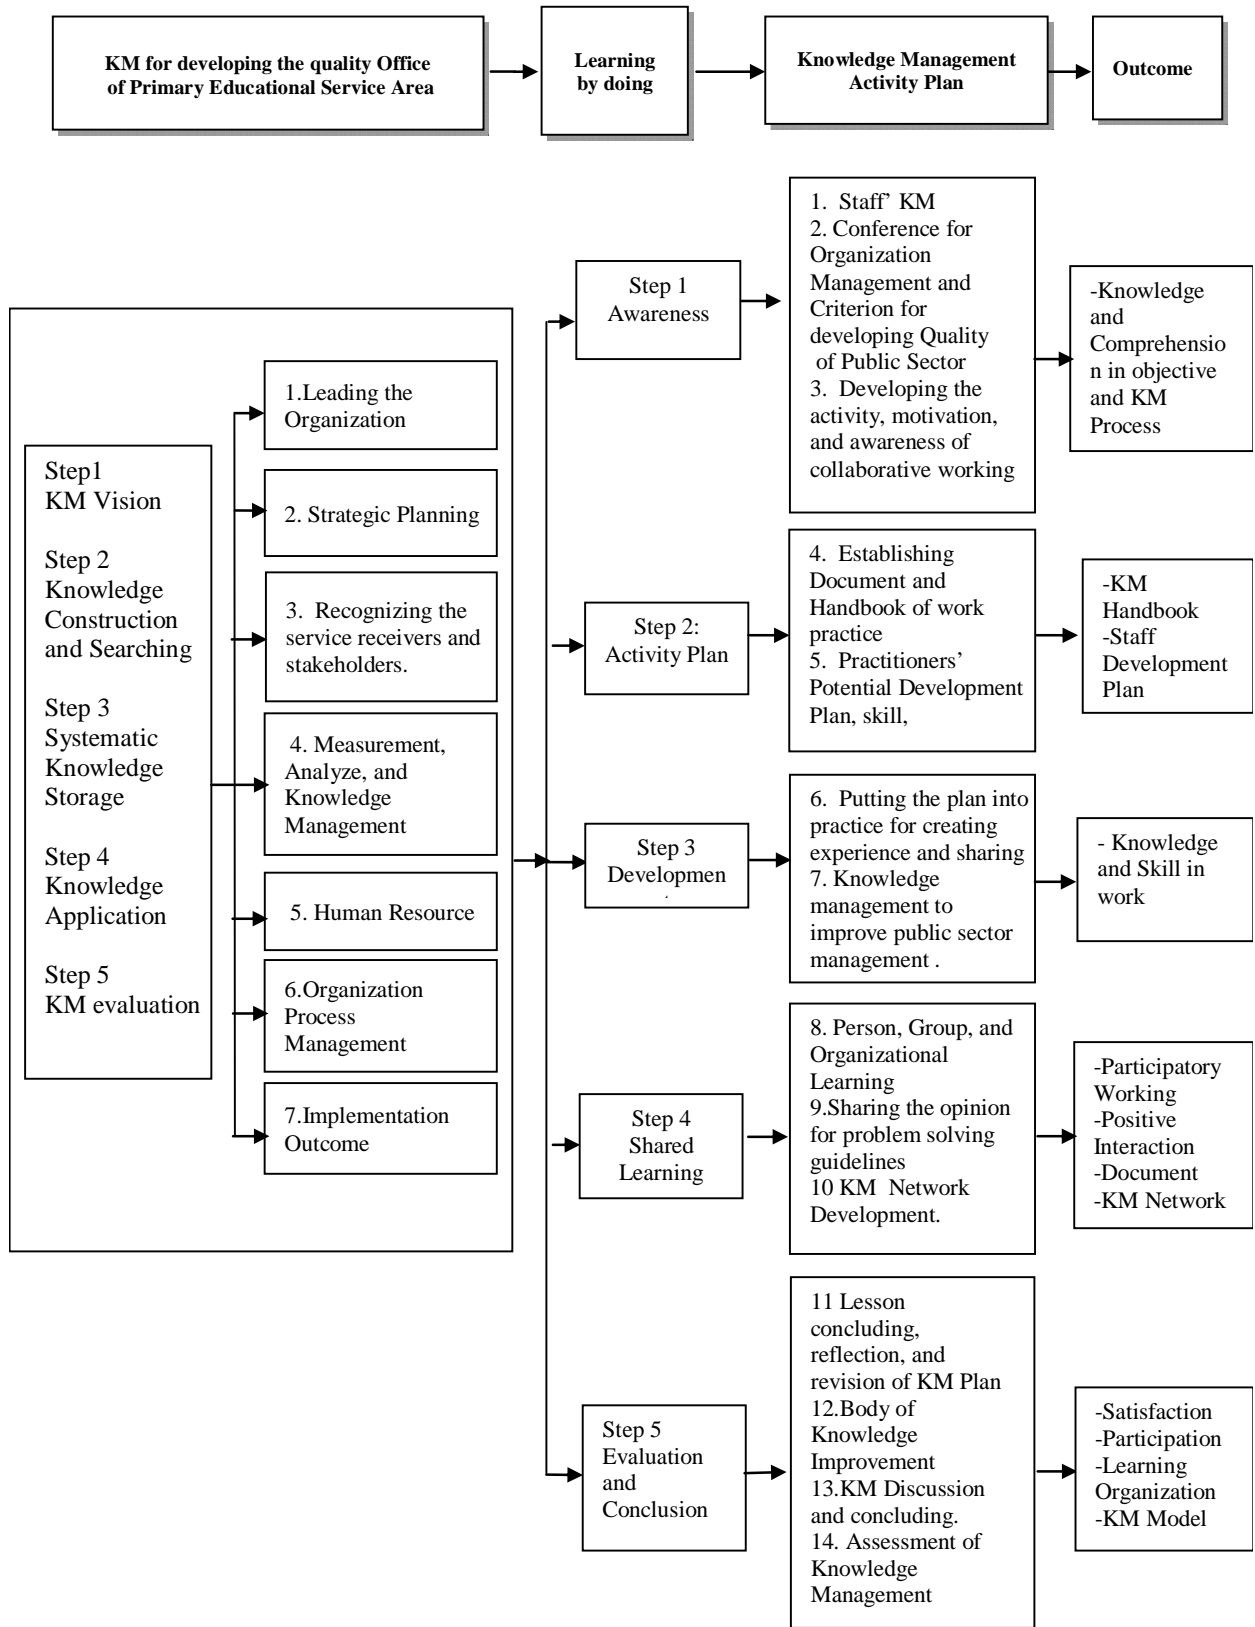 KM for developing the quality Office
of Primary Educational Service Area
Learning
by doing
Knowledge Management
Activity Plan
Outcome
Step1
KM Vision
Step 2
Knowledge
Construction
and Searching
Step 3
Systematic
Knowledge
Storage
Step 4
Knowledge
Application
Step 5
KM evaluation
1.Leading the
Organization
2. Strategic Planning
3. Recognizing the
service receivers and
stakeholders.
4. Measurement,
Analyze, and
Knowledge
Management
5. Human Resource
6.Organization
Process
Management
7.Implementation
Outcome
Step 1
Awareness
1. Staff’ KM
2. Conference for
Organization
Management and
Criterion for
developing Quality
of Public Sector
3. Developing the
activity, motivation,
and awareness of
collaborative working
-Knowledge
and
Comprehensio
n in objective
and KM
Process
Step 2:
Activity Plan
4. Establishing
Document and
Handbook of work
practice
5. Practitioners’
Potential Development
Plan, skill,
-KM
Handbook
-Staff
Development
Plan
Step 3
Developmen
6. Putting the plan into
practice for creating
experience and sharing
7. Knowledge
management to
improve public sector
management .
- Knowledge
and Skill in
work
Step 4
Shared
Learning
8. Person, Group, and
Organizational
Learning
9.Sharing the opinion
for problem solving
guidelines
10 KM Network
Development.
-Participatory
Working
-Positive
Interaction
-Document
-KM Network
Step 5
Evaluation
and
Conclusion
11 Lesson
concluding,
reflection, and
revision of KM Plan
12.Body of
Knowledge
Improvement
13.KM Discussion
and concluding.
14. Assessment of
Knowledge
Management
-Satisfaction
-Participation
-Learning
Organization
-KM Model